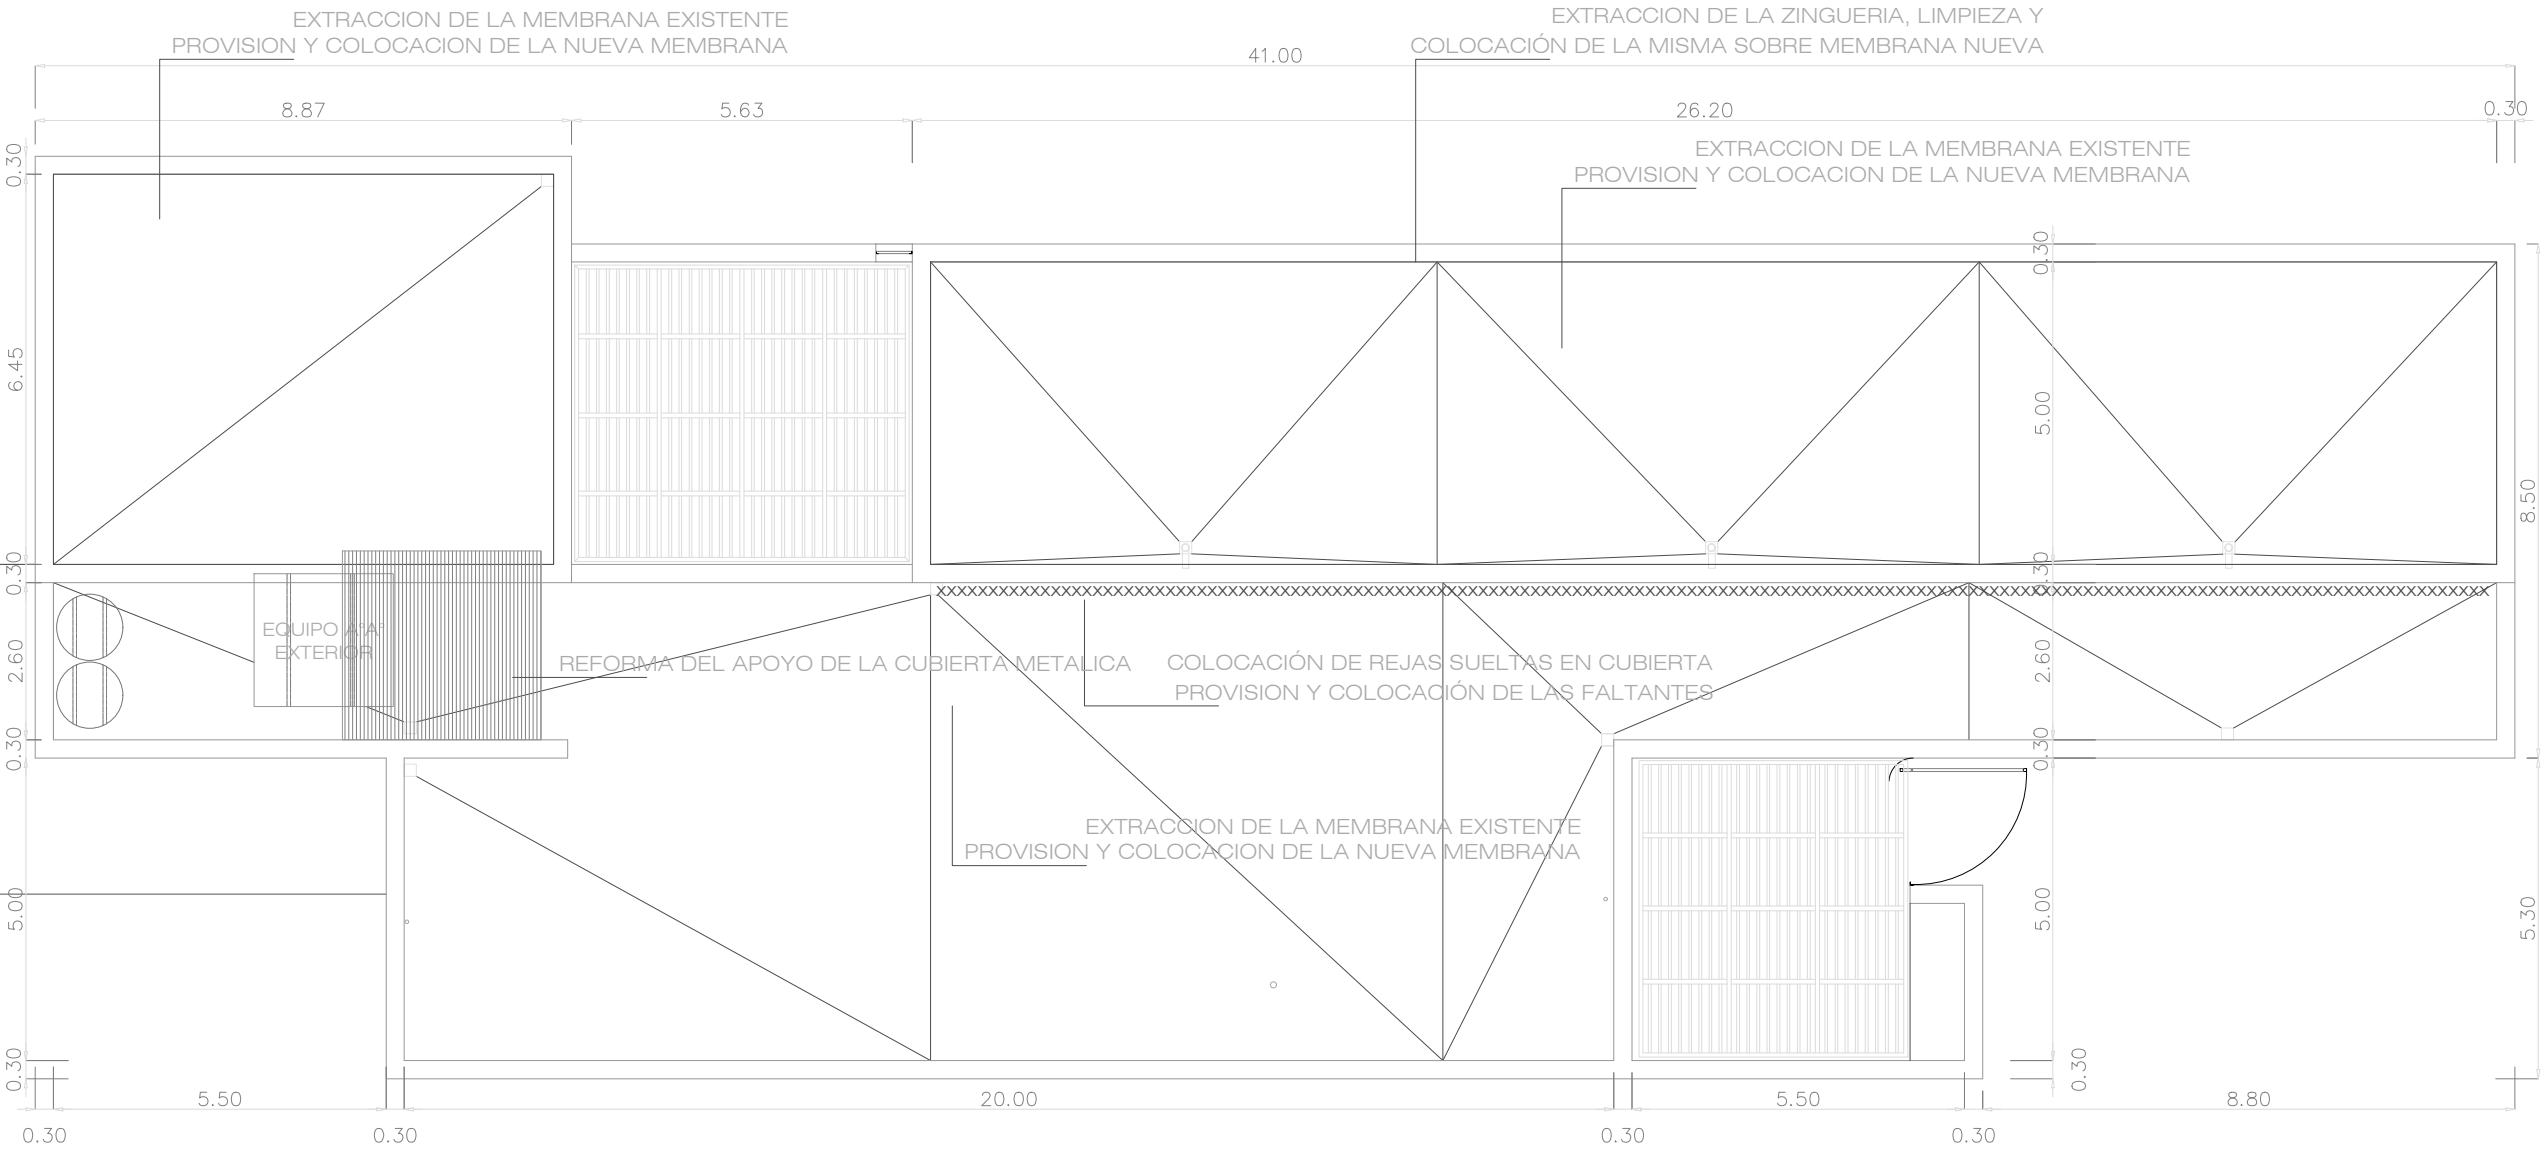 EXTRACCION DE LA MEMBRANA EXISTENTE
PROVISION Y COLOCACION DE LA NUEVA MEMBRANA
EXTRACCION DE LA ZINGUERIA, LIMPIEZA Y
COLOCACIÓN DE LA MISMA SOBRE MEMBRANA NUEVA
41.00
8.87
5.63
26.20
0.30
EXTRACCION DE LA MEMBRANA EXISTENTE
PROVISION Y COLOCACION DE LA NUEVA MEMBRANA
0.30
6.45
0.30
2.60
0.30
5.00
0.30
0.30
5.00
0.30
2.60
0.30
5.00
0.30
8.50
5.30
EQUIPO A°A°
EXTERIOR
REFORMA DEL APOYO DE LA CUBIERTA METALICA
COLOCACIÓN DE REJAS SUELTAS EN CUBIERTA
PROVISION Y COLOCACIÓN DE LAS FALTANTES
EXTRACCION DE LA MEMBRANA EXISTENTE
PROVISION Y COLOCACION DE LA NUEVA MEMBRANA
5.50
20.00
5.50
8.80
0.30
0.30
0.30
0.30